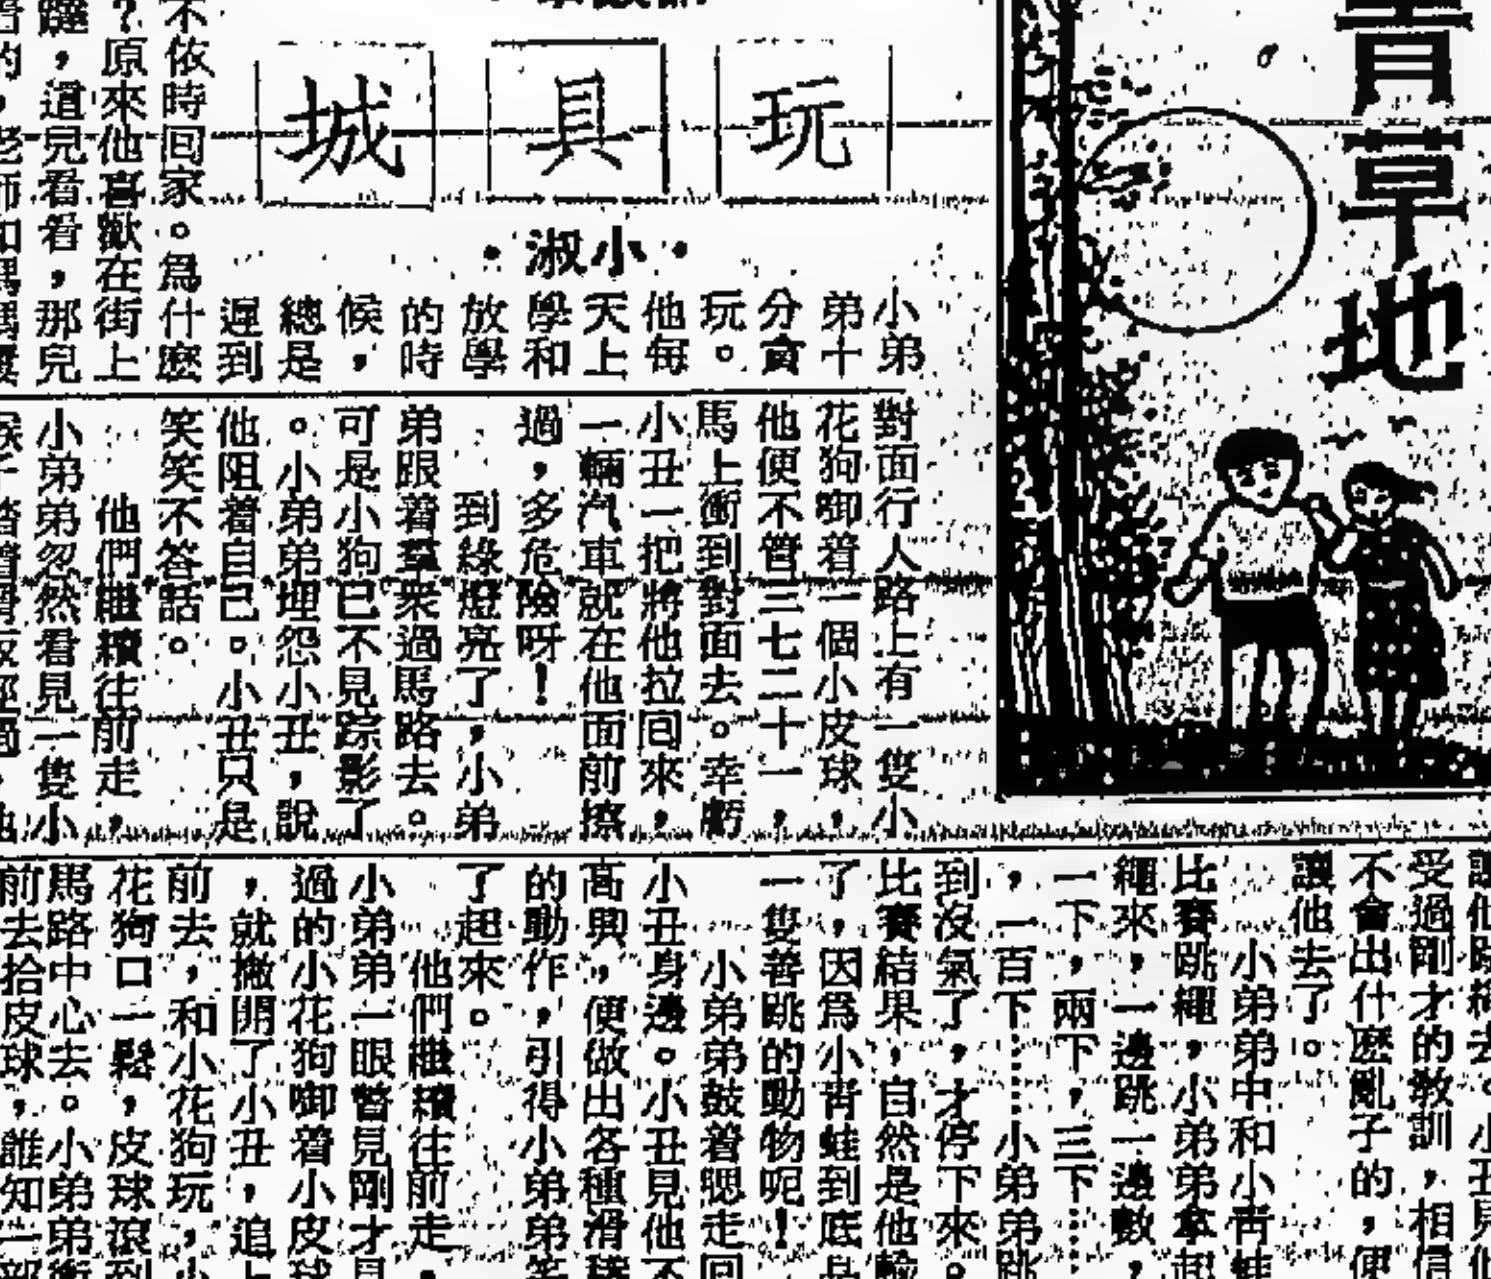 青草地
玩具城
·小淑·
小弟
弟十
分貪
玩。
他每
天上
學和
放學
的時
候，
總是
遲到
不依時囘家。爲什麽
？原來他喜歡在街上
躂，這兒看看，那兒
對面行人路上有一隻小
花狗啣着一個小皮球，
他便不管三七二十一，
馬上衝到對面去。幸虧
小丑一把將他拉囘來，
一輛汽車就在他面前擦
過，多危險呀！
到綠燈亮了，小弟
弟跟着羣衆過馬路去。
可是小狗已不見踪影了
。小弟弟埋怨小丑，說
他阻着自己。小丑只是
笑笑不答話。
他們繼續往前走，
小弟弟忽然看見一隻小
受過剛才的教訓，相信
不會出什麽亂子的，便
讓他去了。
小弟弟中和小青蛙
比賽跳繩，小弟弟拿起
繩來，一邊跳一邊數，
一下，兩下，三下……
，一百下……小弟弟跳
到沒氣了，才停下來。
比賽結果，自然是他輸
了，因爲小青蛙到底是
一隻善跳的動物呢！
小弟弟鼓着腮走回
小丑身邊。小丑見他不
高興，便做出各種滑稽
的動作，引得小弟弟笑
了起來。
他們繼續往前走，
小弟弟一眼瞥見剛才見
過的小花狗啣着小皮球
，就撇開了小丑，追上
前去，和小花狗玩，小
花狗口一鬆，皮球滾到
馬路中心去。小弟弟衝
前去拾皮球，誰知一部